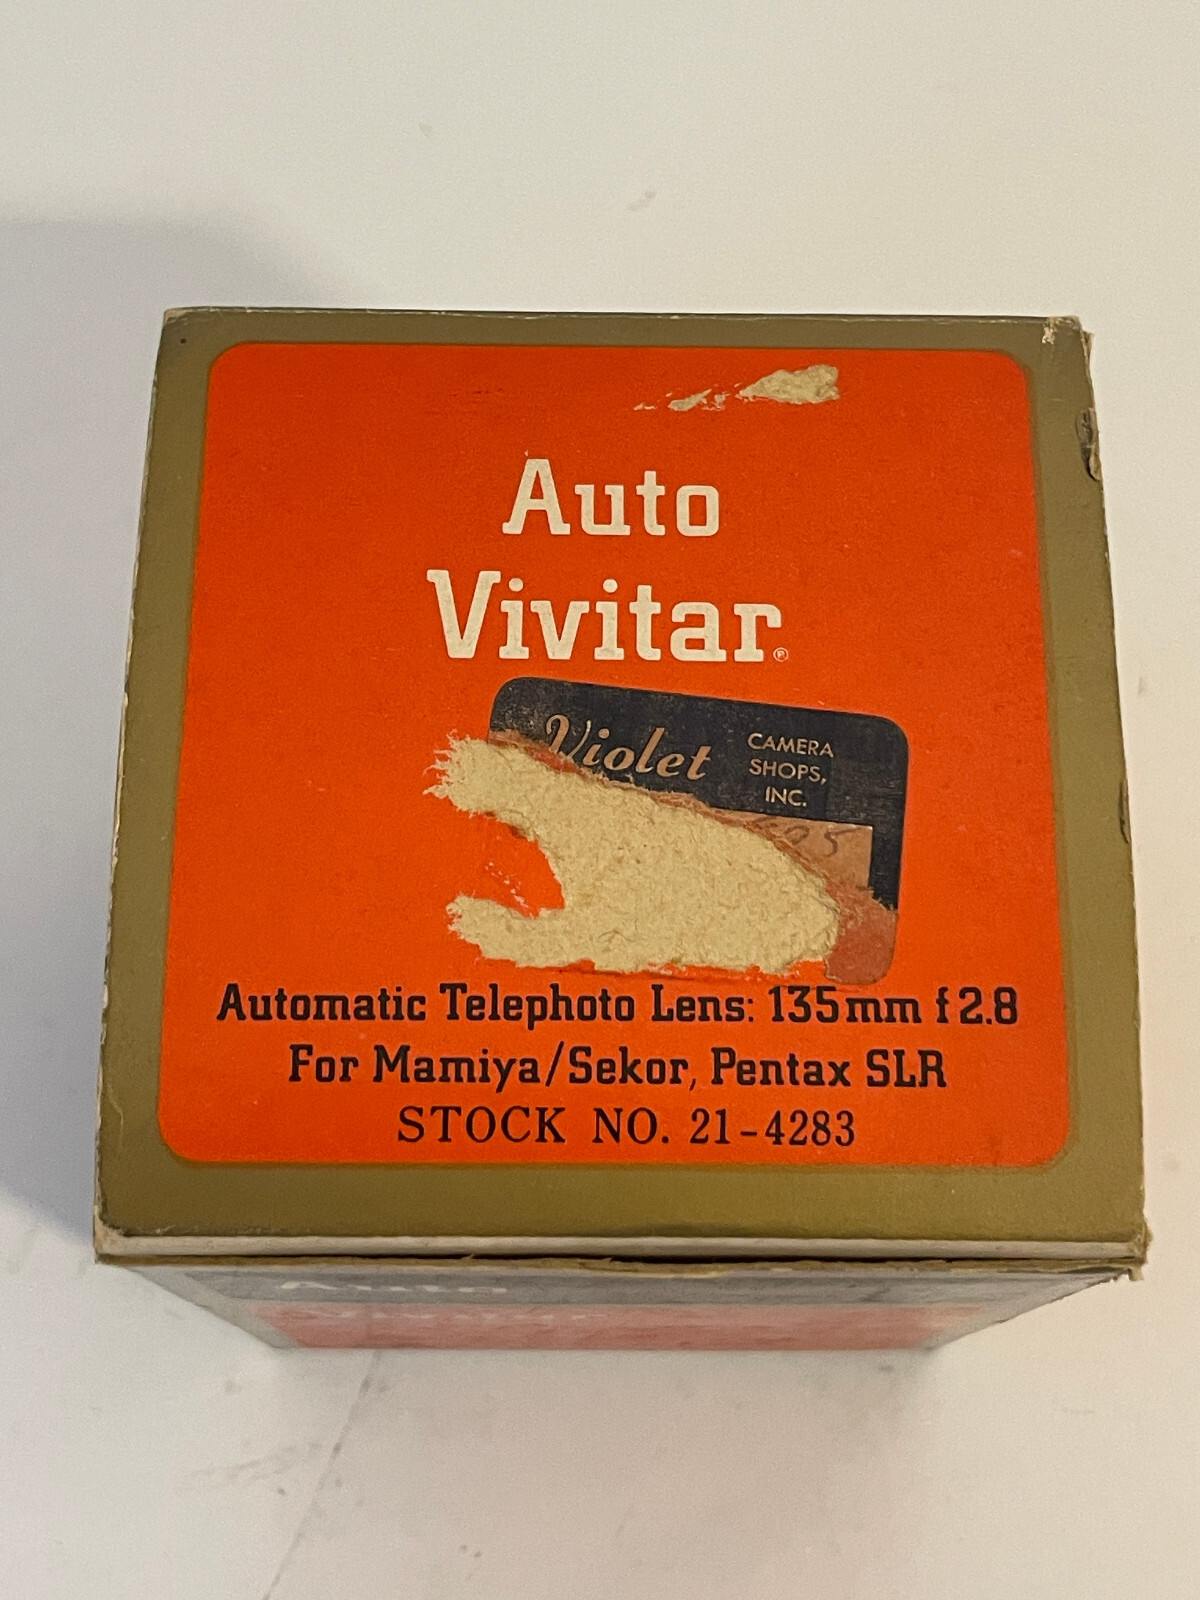 Auto
Vivitar®
Violet
CAMERA
SHOPS,
INC.
Automatic Telephoto Lens: 135mm f2.8
For Mamiya/Sekor, Pentax SLR
STOCK NO. 21-4283